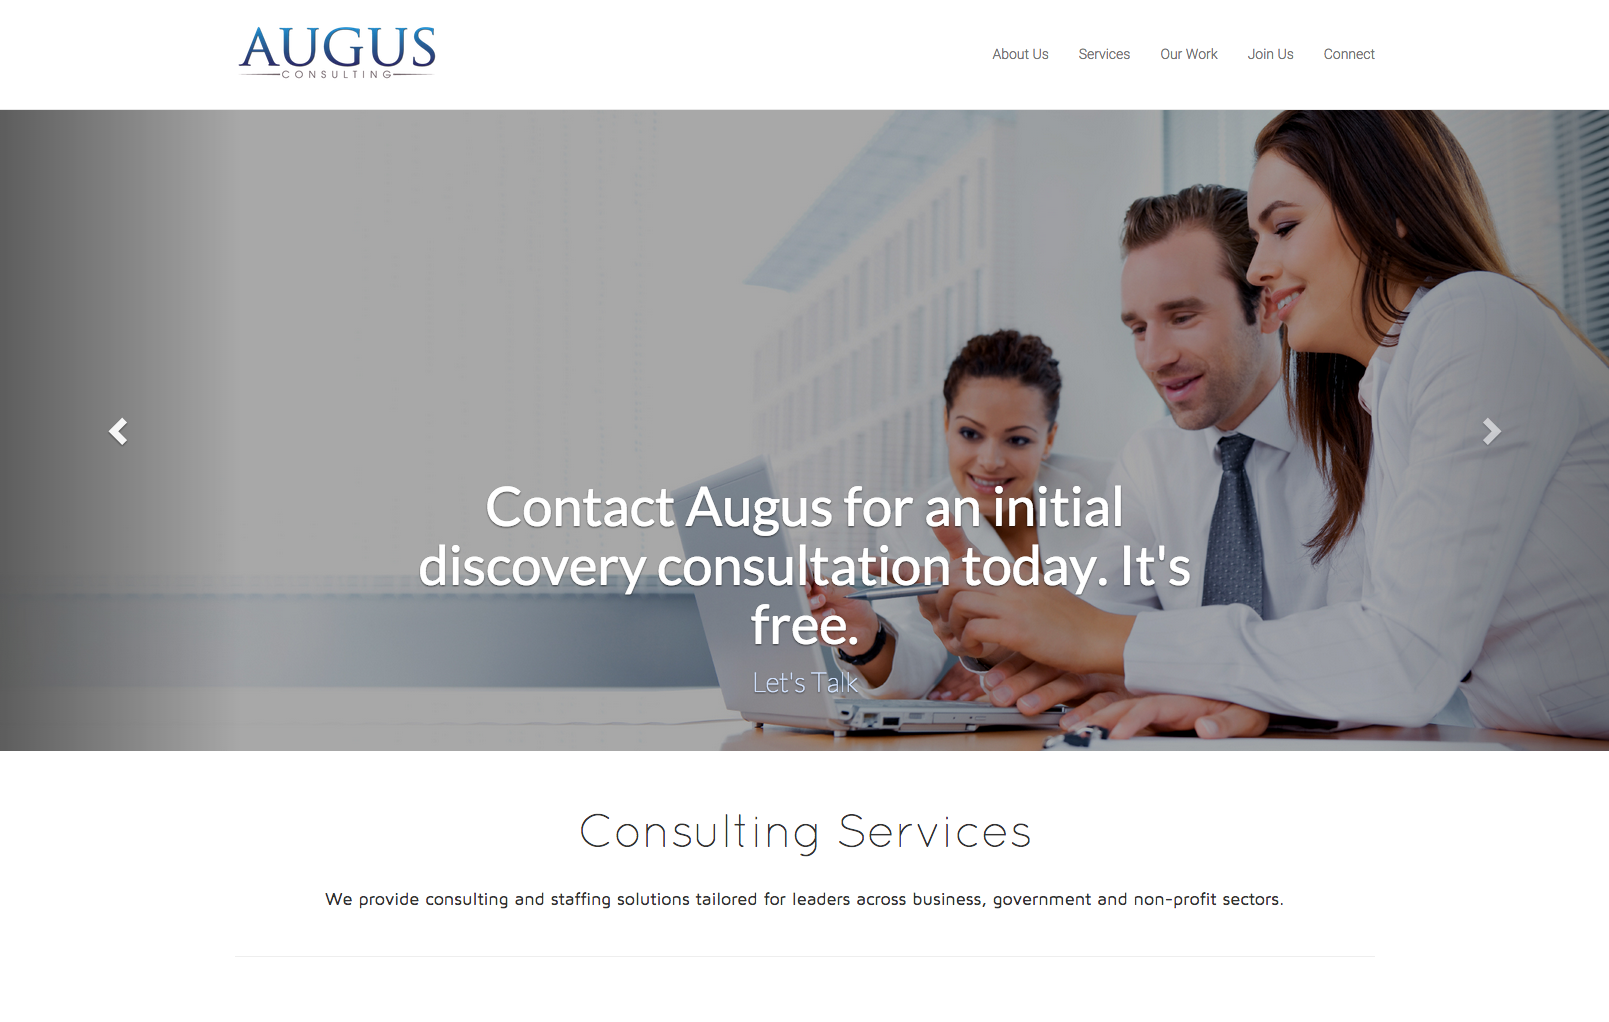 AUGUS
CONSULTING
About Us Services Our Work Join Us Connect
Contact Augus for an initial
discovery consultation today. It's
free.
Let's Talk
Consulting Services
We provide consulting and staffing solutions tailored for leaders across business, government and non-profit sectors.